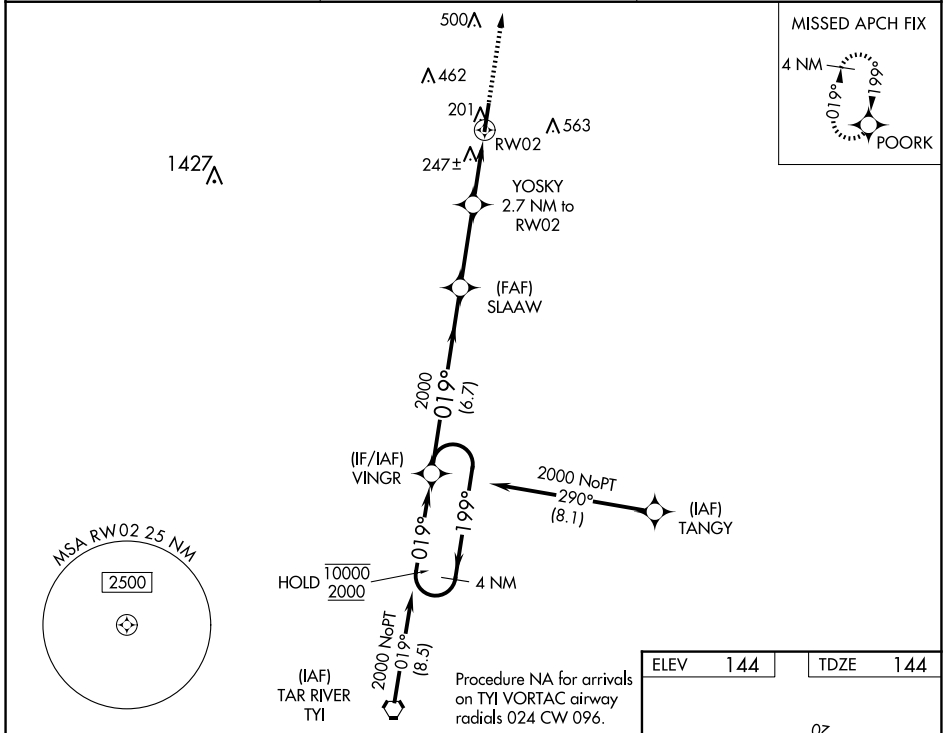 500
MISSED APCH FIX
4 NM
019°
199°
POORK
462
201
RW02
563
247±
1427
YOSKY
2.7 NM to
RW02
(FAF)
SLAAW
2000
019°
(6.7)
(IF/IAF)
VINGR
2000 NoPT
290°
(8.1)
(IAF)
TANGY
019°
199°
HOLD 10000
2000
4 NM
MSA RW02 25 NM
2500
2000 NoPT
019°
(8.5)
(IAF)
TAR RIVER
TYI
Procedure NA for arrivals
on TYI VORTAC airway
radials 024 CW 096.
ELEV 144
TDZE 144